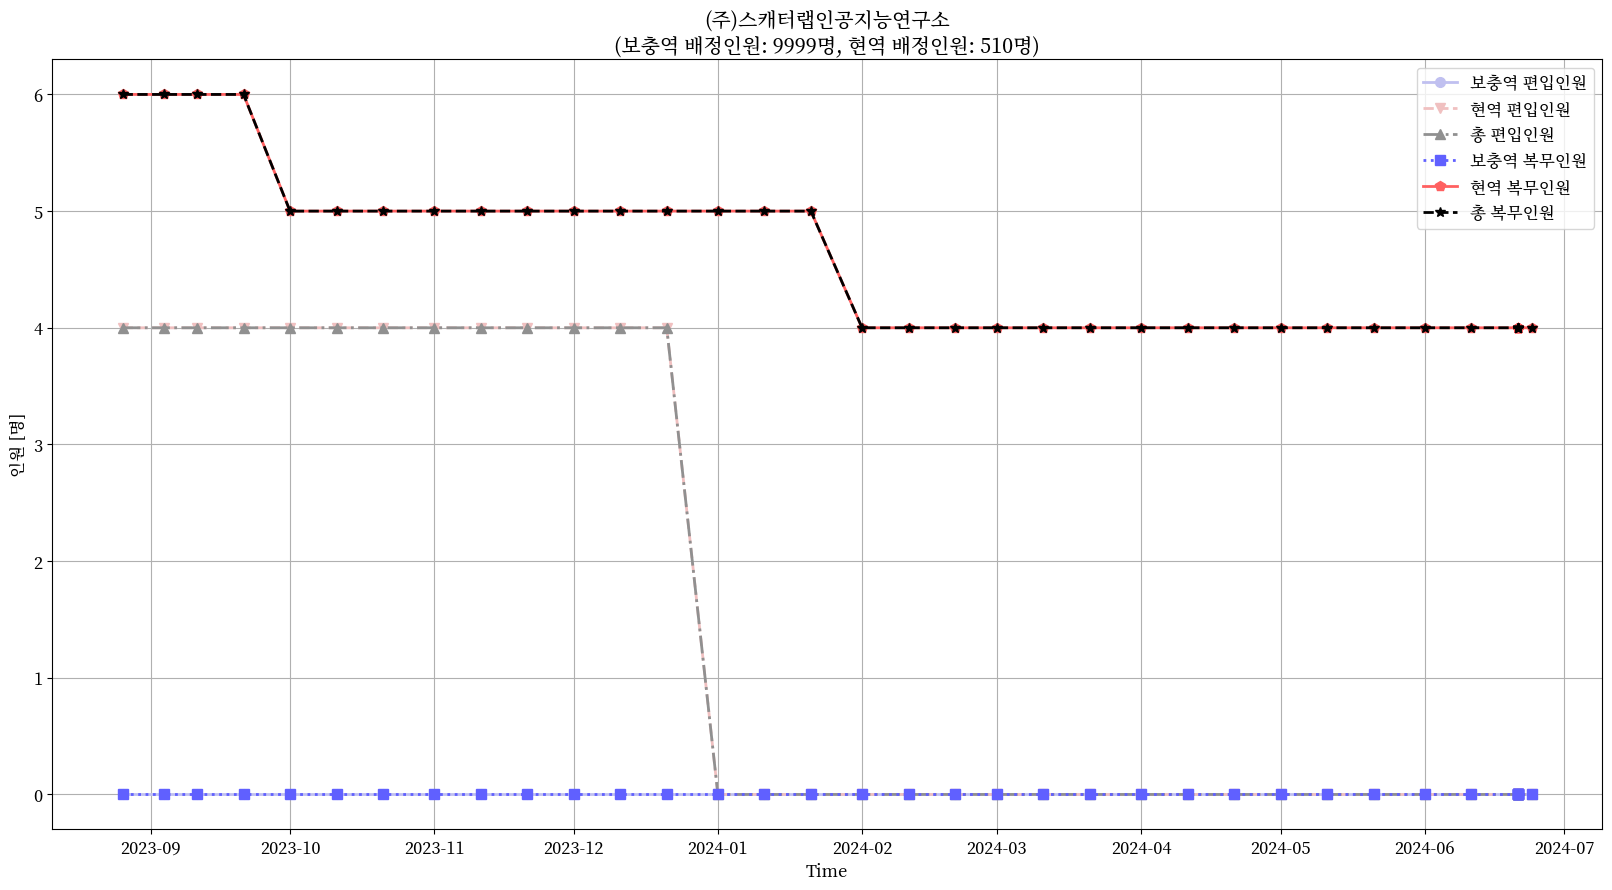 (주)스캐터랩인공지능연구소
(보충역 배정인원: 9999명, 현역 배정인원: 510명)
보충역 편입인원
현역 편입인원
총 편입인원
보충역 복무인원
현역 복무인원
총 복무인원
인원 [명]
6
5
4
3
2
1
0
2023-09 2023-10 2023-11 2023-12 2024-01 2024-02 2024-03 2024-04 2024-05 2024-06 2024-07
Time